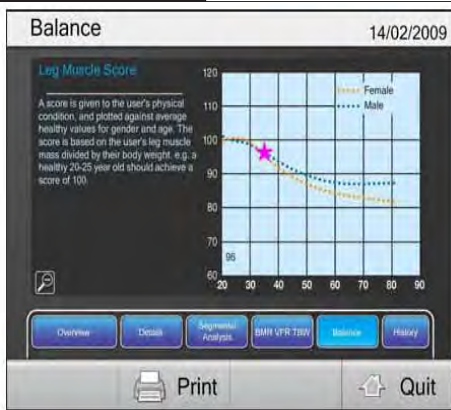 Balance
14/02/2009
Leg Muscle Score
A score is given to the user's physical
condition, and plotted against average
healthy values for gender and age. The
score is based on the user's leg muscle
mass divided by their body weight. e.g. a
healthy 20-25 year old should achieve a
score of 100.
120
110
100
90
80
70
60
Female
Male
96
20 30 40 50 60 70 80 90
Overview
Details
Segmental
Analysis
BMR VFR TBW
Balance
History
Print
Quit